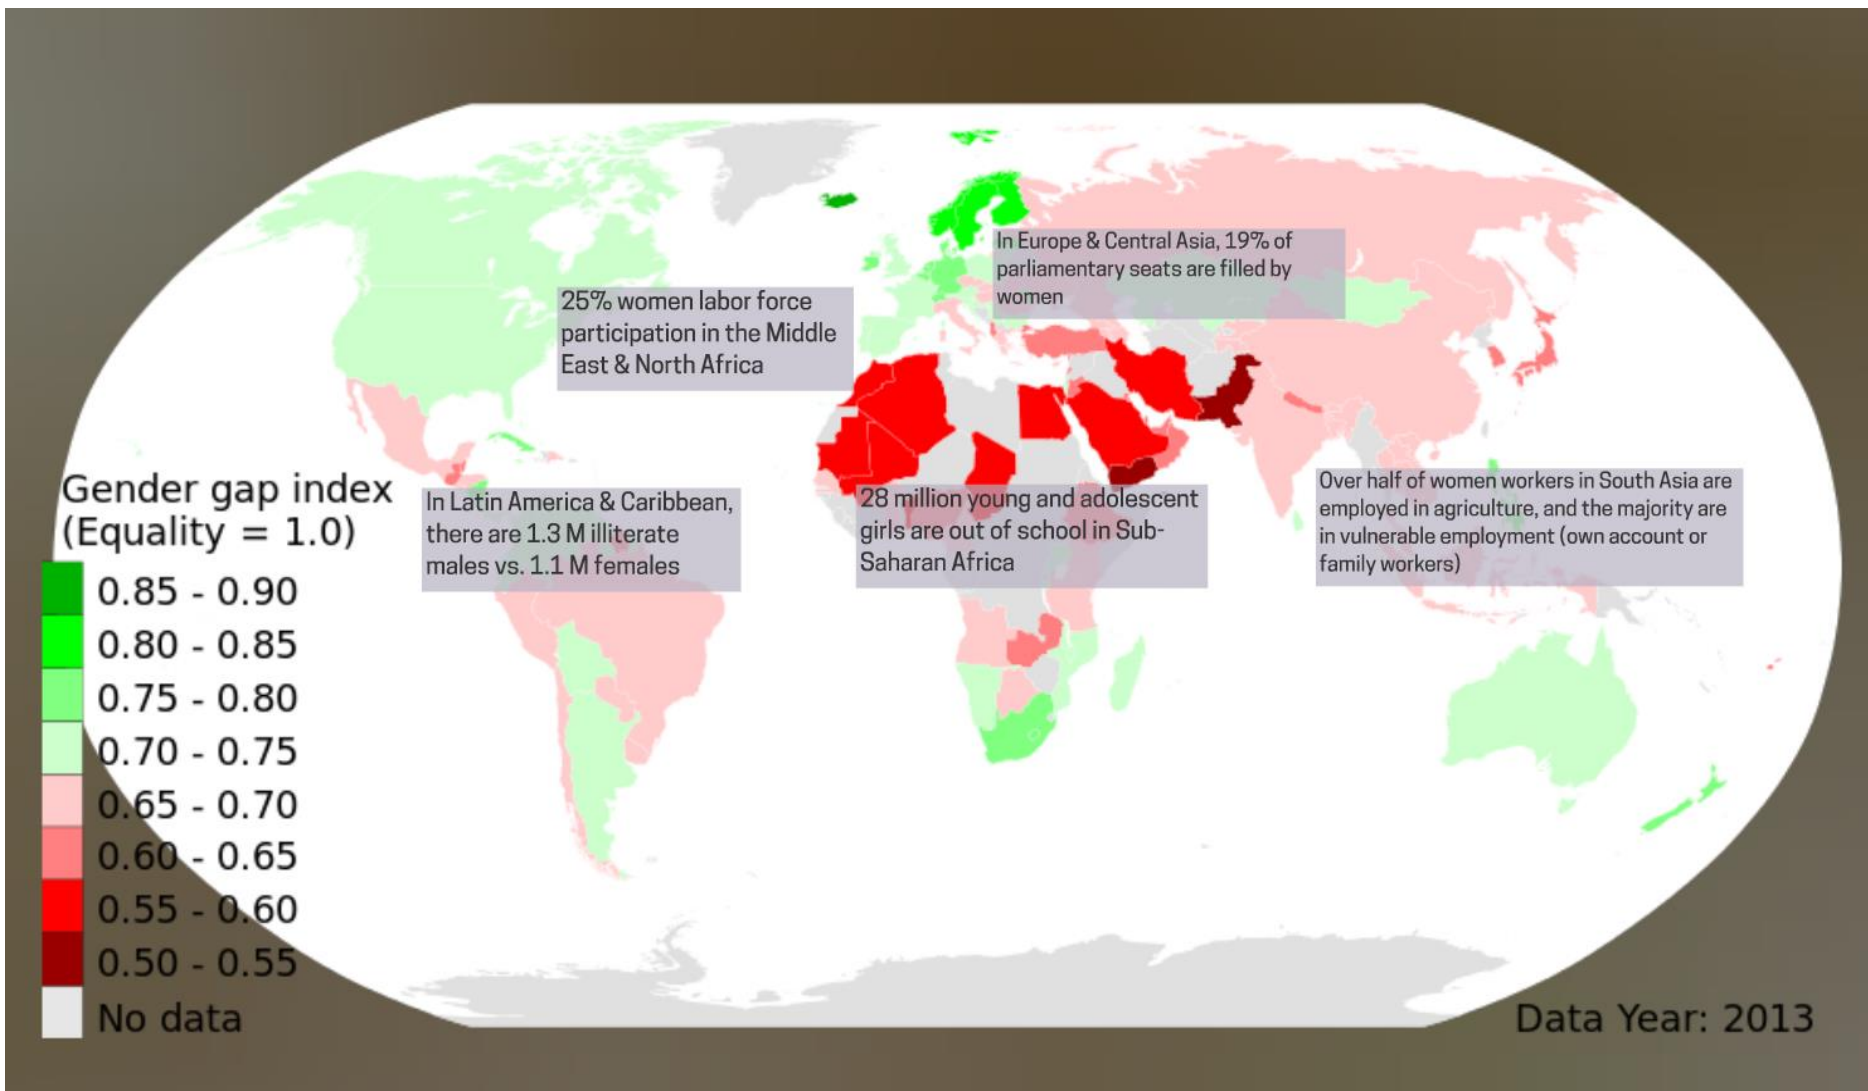 In Europe & Central Asia, 19% of
parliamentary seats are filled by
women
25% women labor force
participation in the Middle
East & North Africa
Over half of women workers in South Asia are
employed in agriculture, and the majority are
in vulnerable employment (own account or
family workers)
In Latin America & Caribbean,
there are 1.3 M illiterate
males vs. 1.1 M females
28 million young and adolescent
girls are out of school in Sub-
Saharan Africa
Gender gap index
(Equality = 1.0)
0.85 - 0.90
0.80 - 0.85
0.75 - 0.80
0.70 - 0.75
0.65 - 0.70
0.60 - 0.65
0.55 - 0.60
0.50 - 0.55
No data
Data Year: 2013